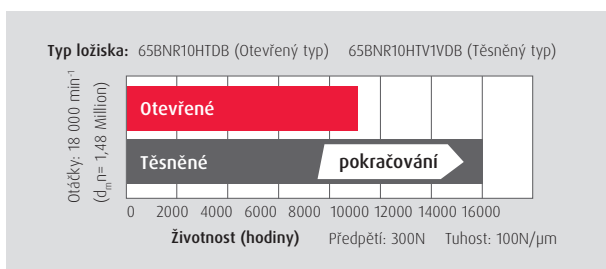 Typ ložiska: 65BNR10HTDB (Otevřený typ) 65BNR10HTV1VDB (Těsněný typ)
Otáčky: 18 000 min⁻¹
(dₘn= 1,48 Million)
Otevřené
Těsněné
pokračování
0 2000 4000 6000 8000 10000 12000 14000 16000
Životnost (hodiny) Předpětí: 300N Tuhost: 100N/µm